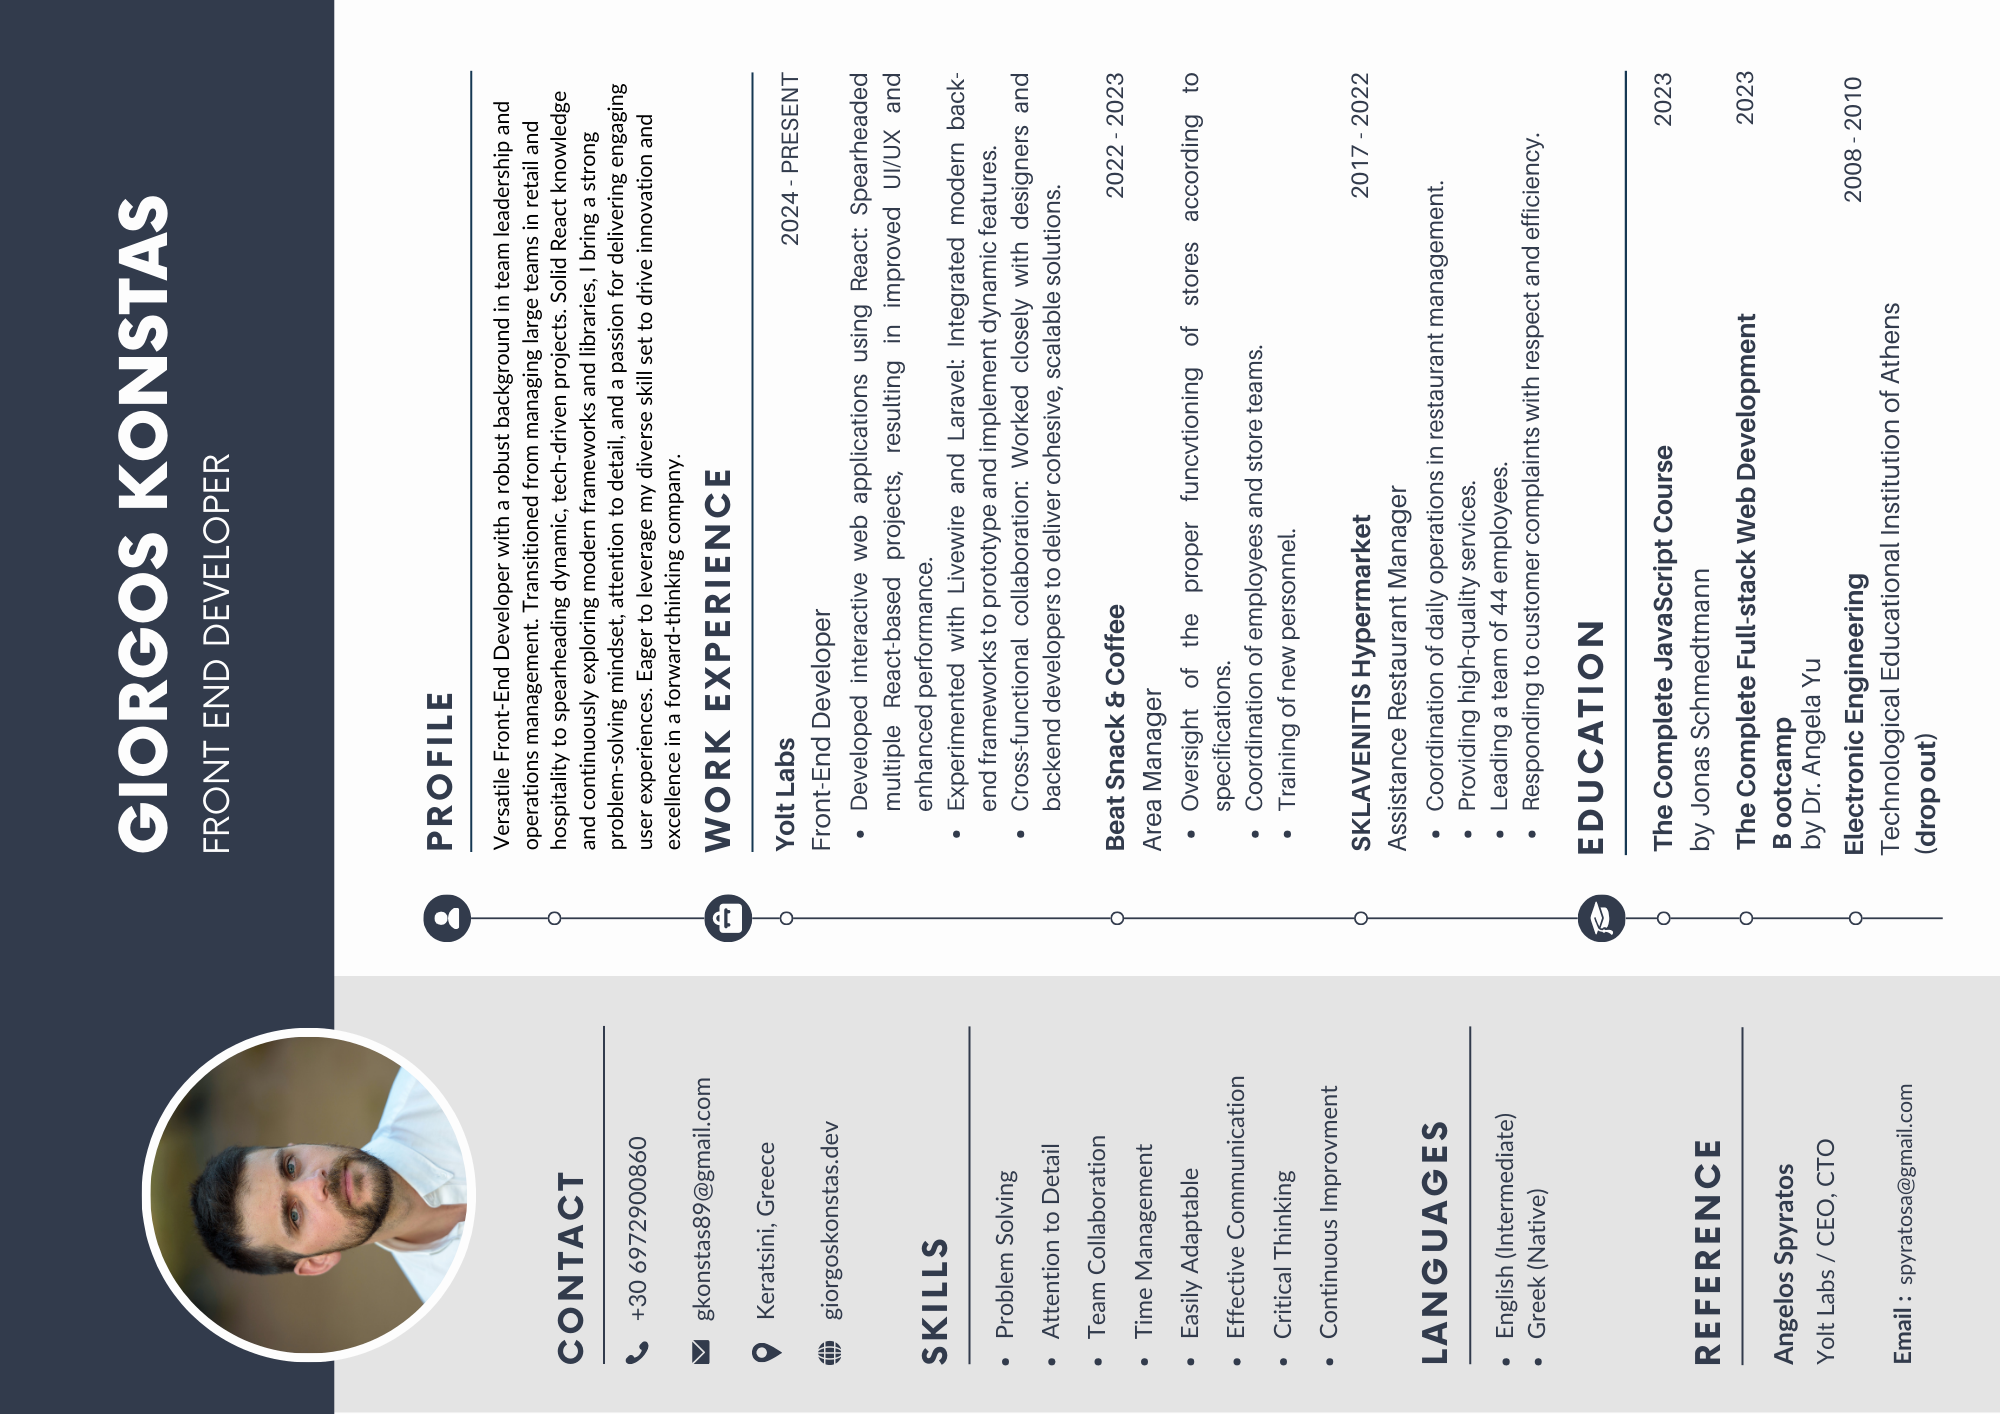 GIORGOS KONSTAS
FRONT END DEVELOPER
CONTACT
+30 6972900860
gkonstas89@gmail.com
Keratsini, Greece
giorgoskonstas.dev
SKILLS
• Problem Solving
• Attention to Detail
• Team Collaboration
• Time Management
• Easily Adaptable
• Effective Communication
• Critical Thinking
• Continuous Improvment
LANGUAGES
• English (Intermediate)
• Greek (Native)
REFERENCE
Angelos Spyratos
Yolt Labs / CEO, CTO
Email : spyratosa@gmail.com
PROFILE
Versatile Front-End Developer with a robust background in team leadership and
operations management. Transitioned from managing large teams in retail and
hospitality to spearheading dynamic, tech-driven projects. Solid React knowledge
and continuously exploring modern frameworks and libraries, I bring a strong
problem-solving mindset, attention to detail, and a passion for delivering engaging
user experiences. Eager to leverage my diverse skill set to drive innovation and
excellence in a forward-thinking company.
WORK EXPERIENCE
Yolt Labs 2024 - PRESENT
Front-End Developer
• Developed interactive web applications using React: Spearheaded
multiple React-based projects, resulting in improved UI/UX and
enhanced performance.
• Experimented with Livewire and Laravel: Integrated modern back-
end frameworks to prototype and implement dynamic features.
• Cross-functional collaboration: Worked closely with designers and
backend developers to deliver cohesive, scalable solutions.
Beat Snack & Coffee 2022 - 2023
Area Manager
• Oversight of the proper funcvtioning of stores according to
specifications.
• Coordination of employees and store teams.
• Training of new personnel.
SKLAVENITIS Hypermarket 2017 - 2022
Assistance Restaurant Manager
• Coordination of daily operations in restaurant management.
• Providing high-quality services.
• Leading a team of 44 employees.
• Responding to customer complaints with respect and efficiency.
EDUCATION
The Complete JavaScript Course 2023
by Jonas Schmedtmann
The Complete Full-stack Web Development 2023
B ootcamp
by Dr. Angela Yu
Electronic Engineering 2008 - 2010
Technological Educational Institution of Athens
(drop out)